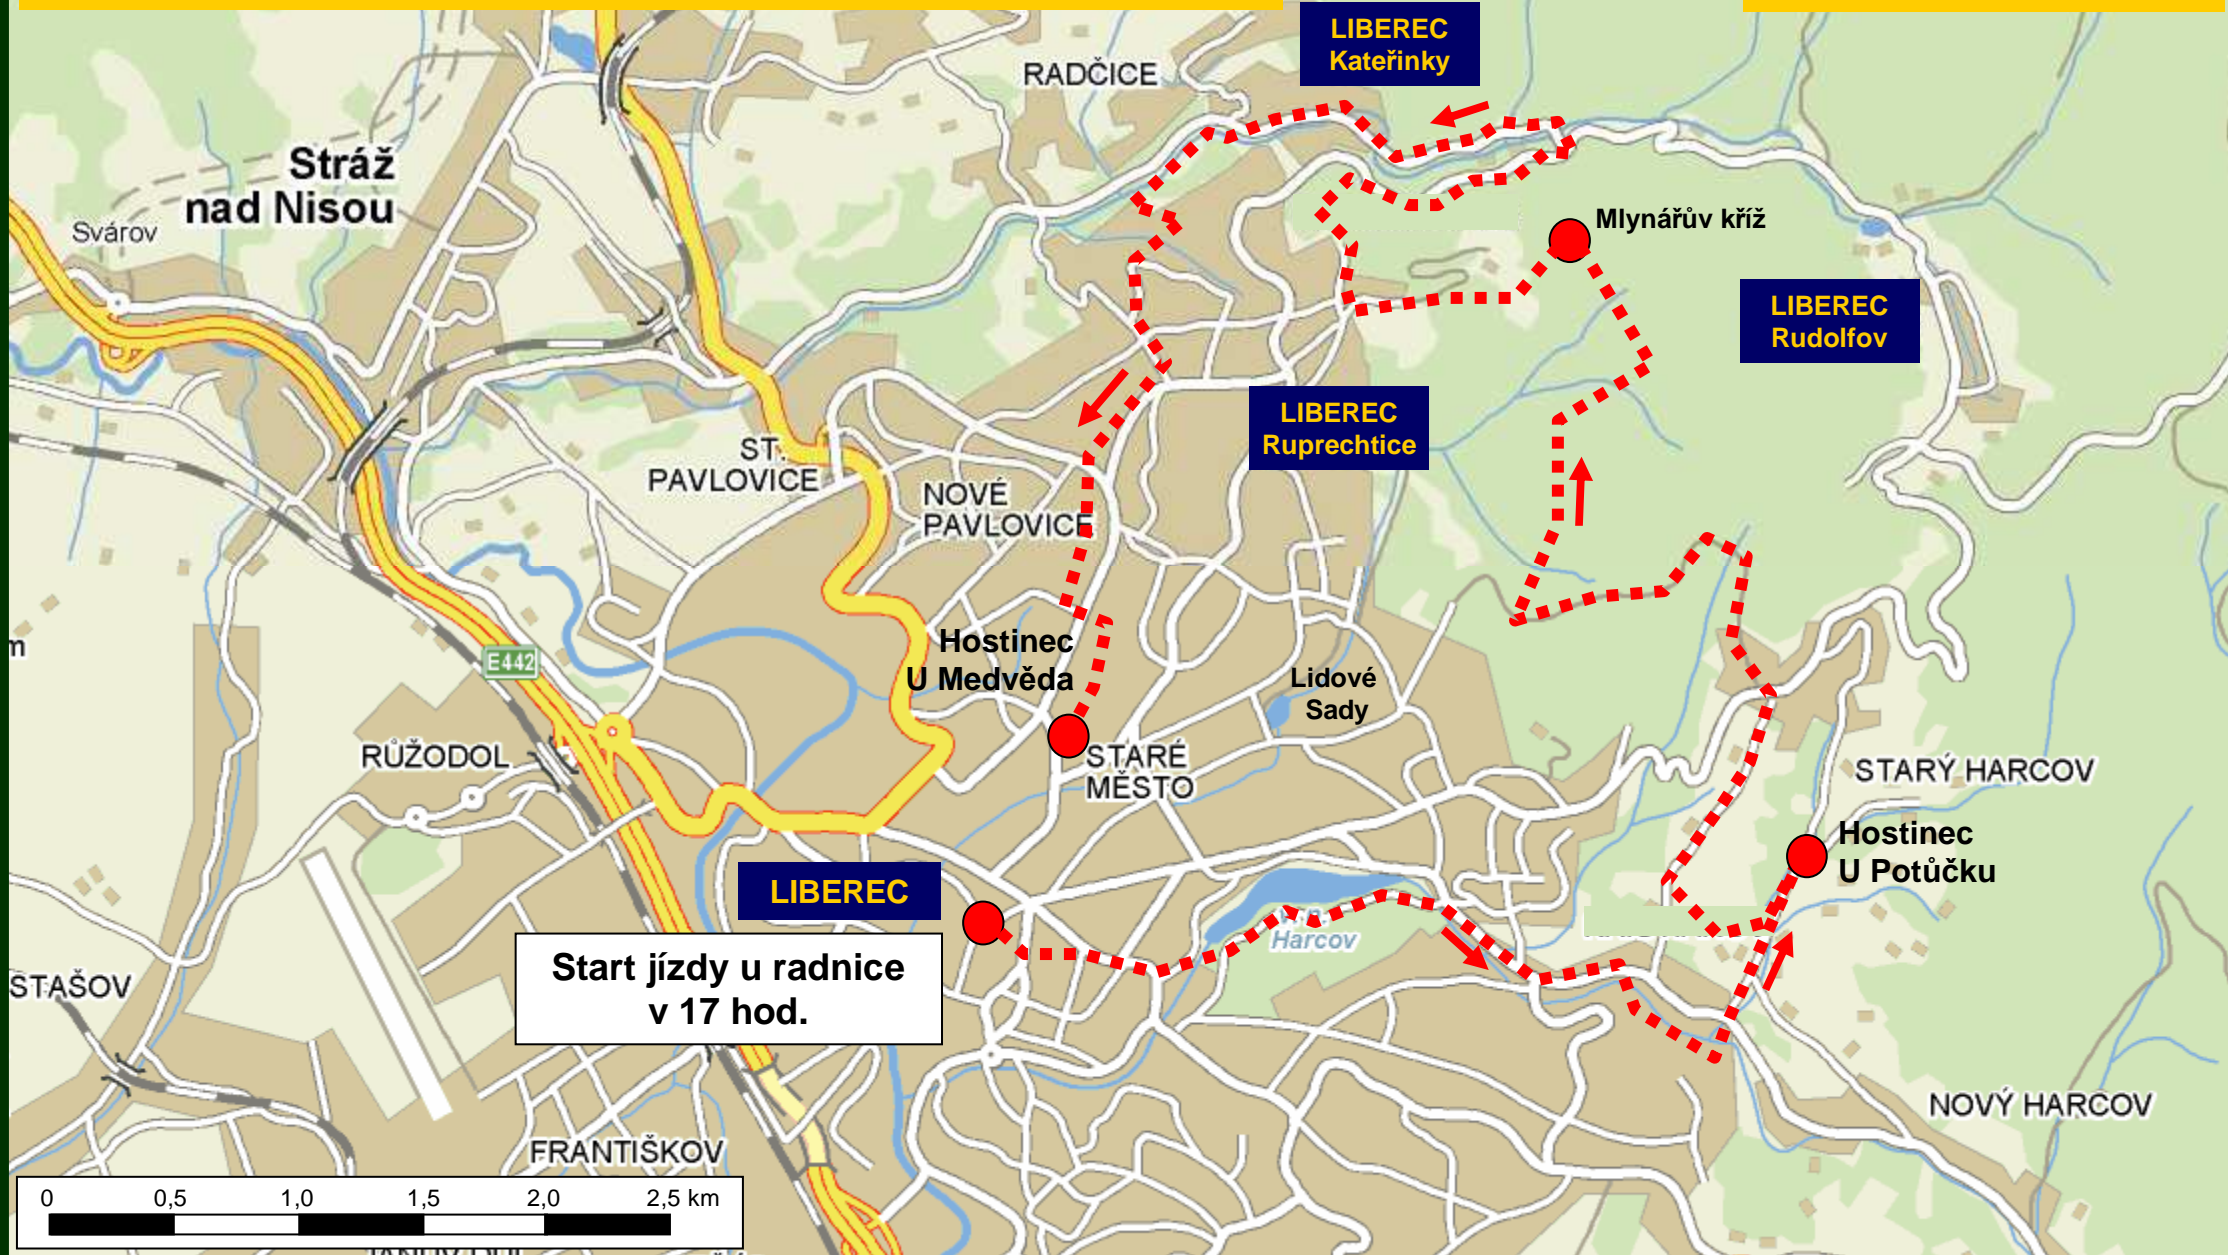 LIBEREC
Kateřinky
RADČICE
Stráž
nad Nisou
Svárov
Mlynářův kříž
LIBEREC
Rudolfov
LIBEREC
Ruprechtice
ST.
PAVLOVICE
NOVÉ
PAVLOVICE
E442
Hostinec
U Medvěda
Lidové
Sady
RŮŽODOL
STARÉ
MĚSTO
STARÝ HARCOV
Hostinec
U Potůčku
LIBEREC
Harcov
Start jízdy u radnice
v 17 hod.
STAŠOV
NOVÝ HARCOV
FRANTIŠKOV
0 0,5 1,0 1,5 2,0 2,5 km